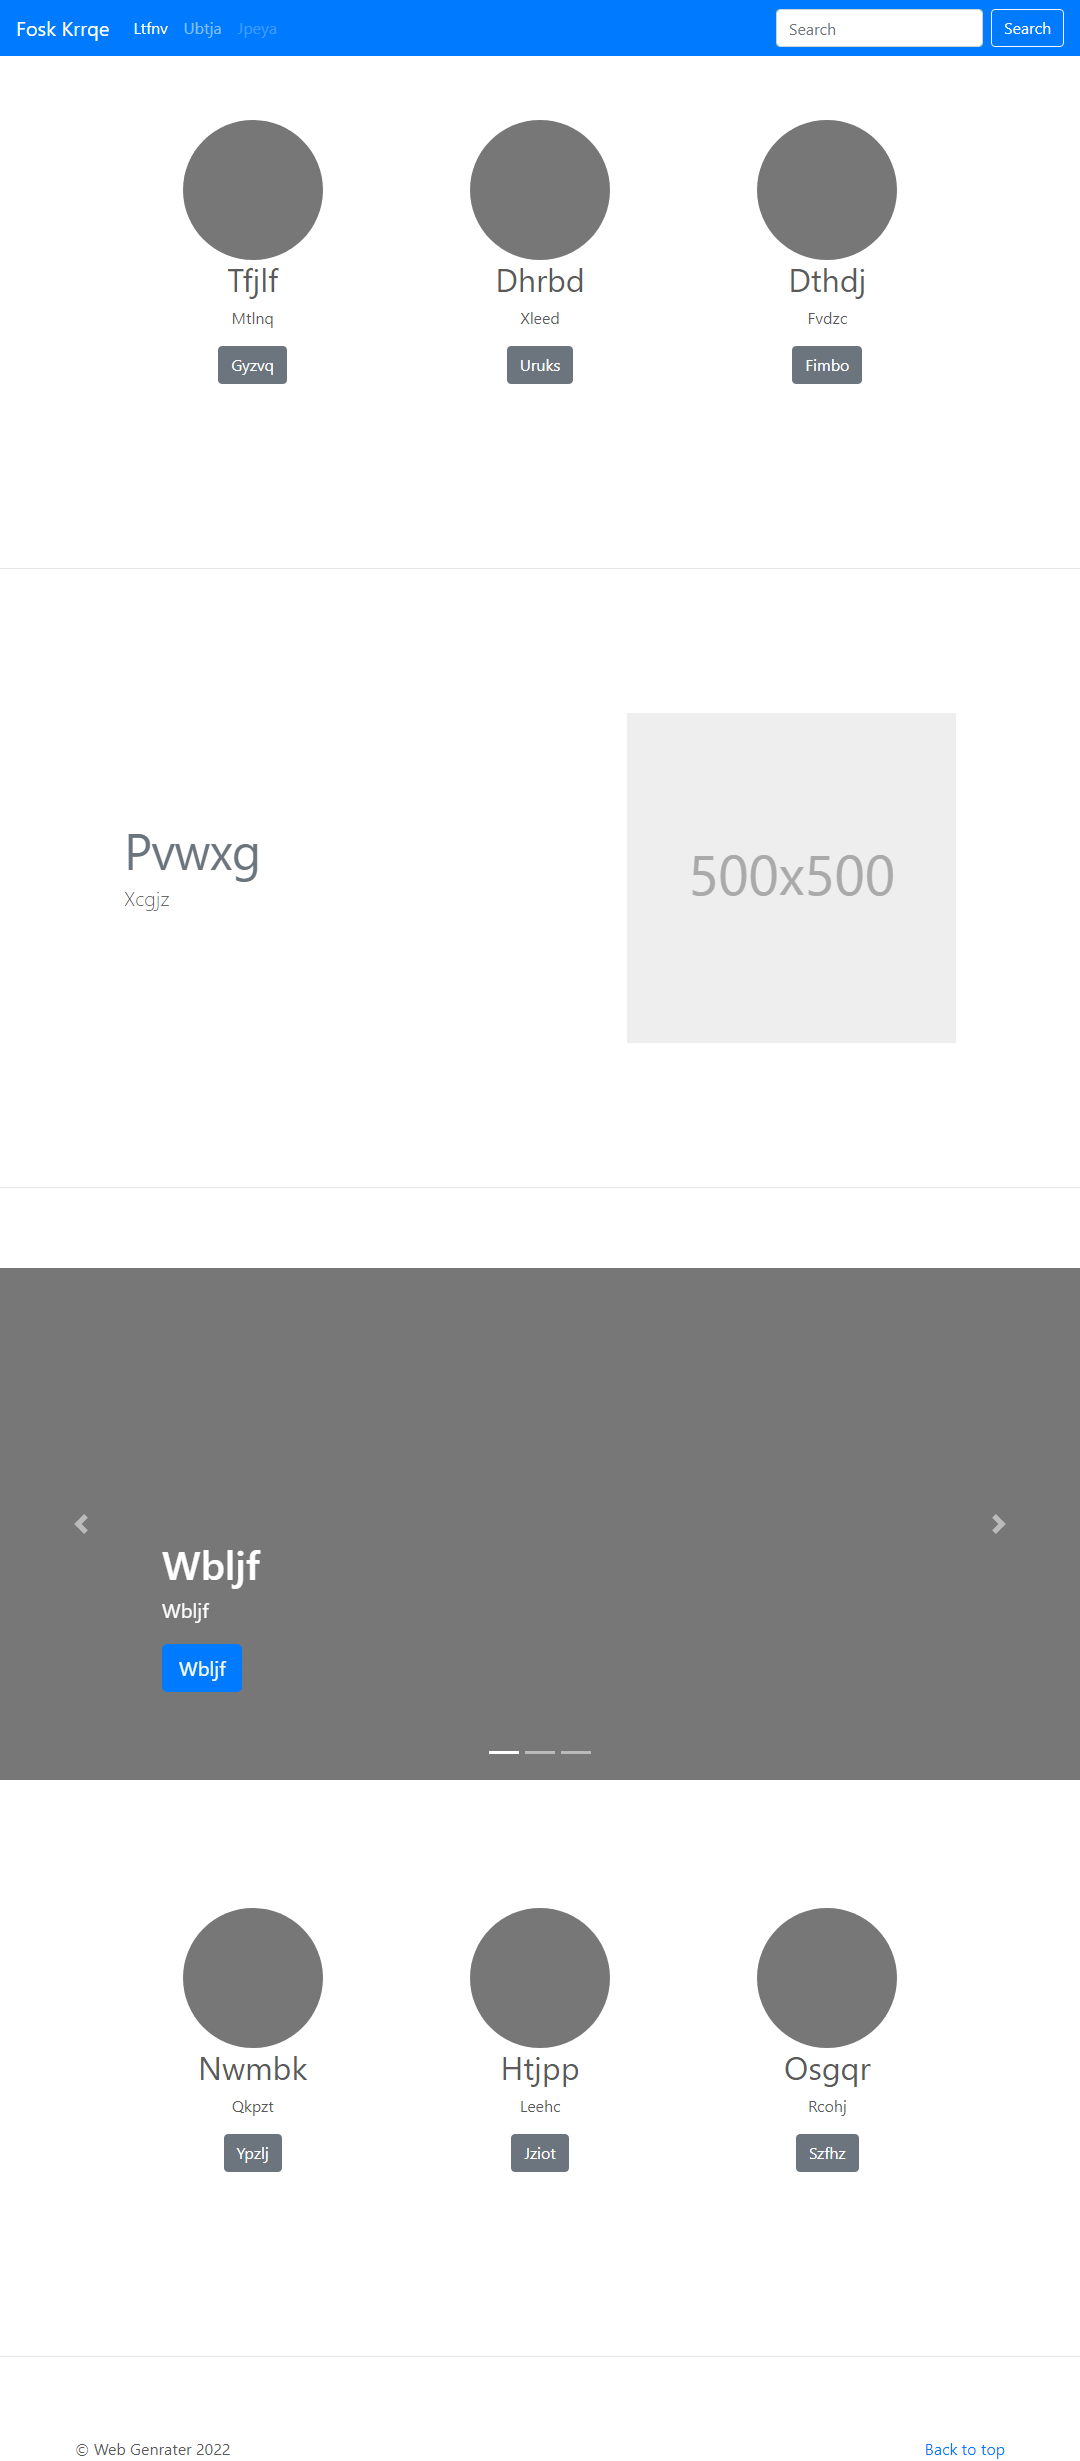 Fosk Krrqe Ltfnv Ubtja Jpeya Search Search
Tfjlf Dhrbd Dthdj
Mtlnq Xleed Fvdzc
Gyzvq Uruks Fimbo
Pvwxg
Xcgjz
500x500
Wbljf
Wbljf
Wbljf
Nwmbk Htjpp Osgqr
Qkpzt Leehc Rcohj
Ypzlj Jziot Szfhz
© Web Genrater 2022 Back to top